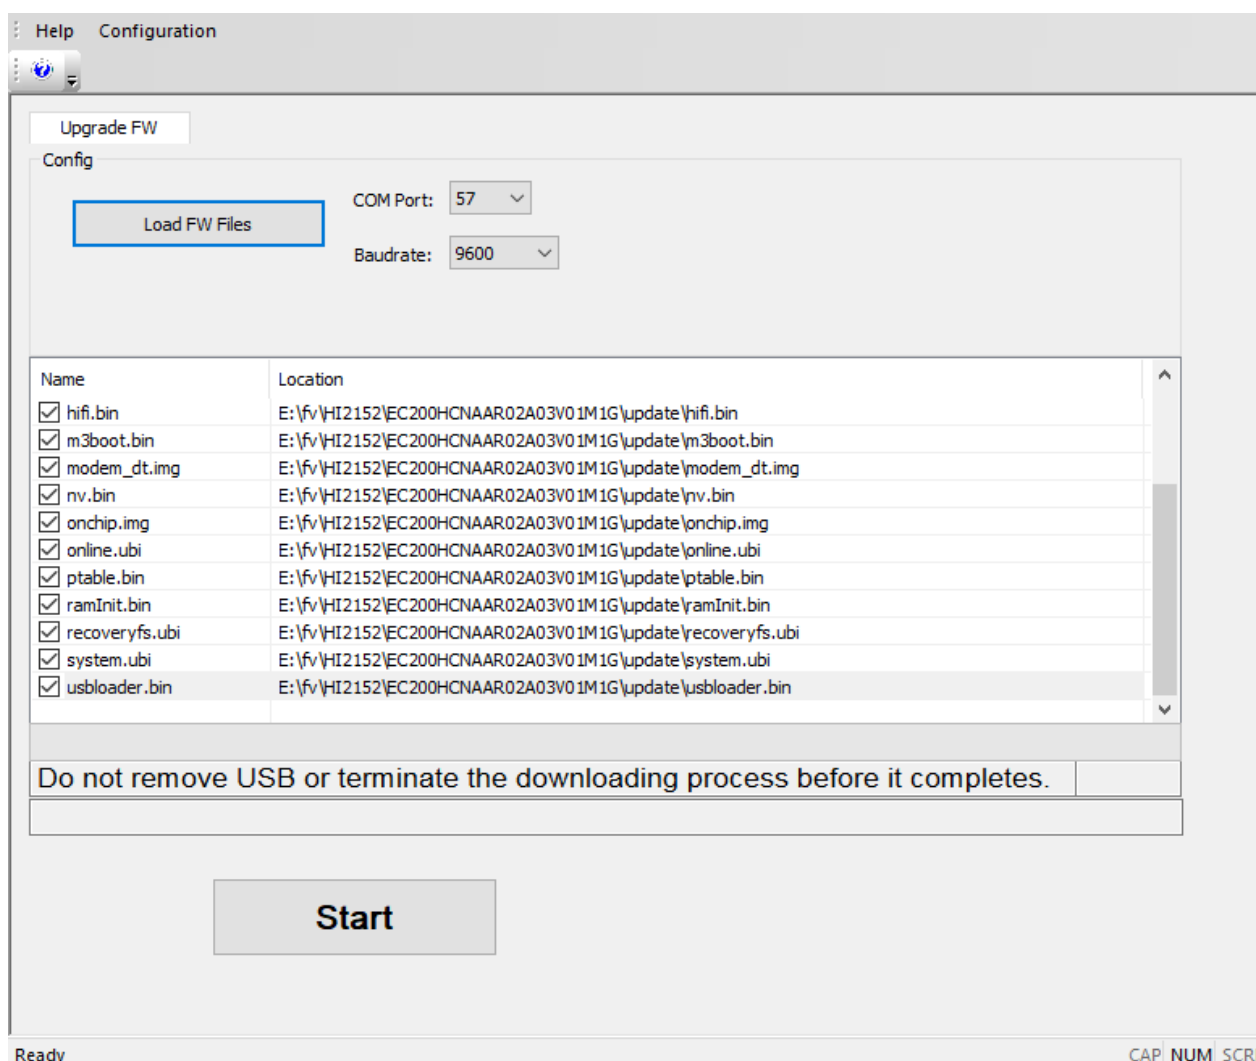 Help Configuration
Upgrade FW
Config
Load FW Files
COM Port: 57
Baudrate: 9600
Name Location
hifi.bin E:\fv\HI2152\EC200HCNAAR02A03V01M1G\update\hifi.bin
m3boot.bin E:\fv\HI2152\EC200HCNAAR02A03V01M1G\update\m3boot.bin
modem_dt.img E:\fv\HI2152\EC200HCNAAR02A03V01M1G\update\modem_dt.img
nv.bin E:\fv\HI2152\EC200HCNAAR02A03V01M1G\update\nv.bin
onchip.img E:\fv\HI2152\EC200HCNAAR02A03V01M1G\update\onchip.img
online.ubi E:\fv\HI2152\EC200HCNAAR02A03V01M1G\update\online.ubi
ptable.bin E:\fv\HI2152\EC200HCNAAR02A03V01M1G\update\ptable.bin
ramInit.bin E:\fv\HI2152\EC200HCNAAR02A03V01M1G\update\ramInit.bin
recoveryfs.ubi E:\fv\HI2152\EC200HCNAAR02A03V01M1G\update\recoveryfs.ubi
system.ubi E:\fv\HI2152\EC200HCNAAR02A03V01M1G\update\system.ubi
usbloader.bin E:\fv\HI2152\EC200HCNAAR02A03V01M1G\update\usbloader.bin
Do not remove USB or terminate the downloading process before it completes.
Start
Ready CAP NUM SCR